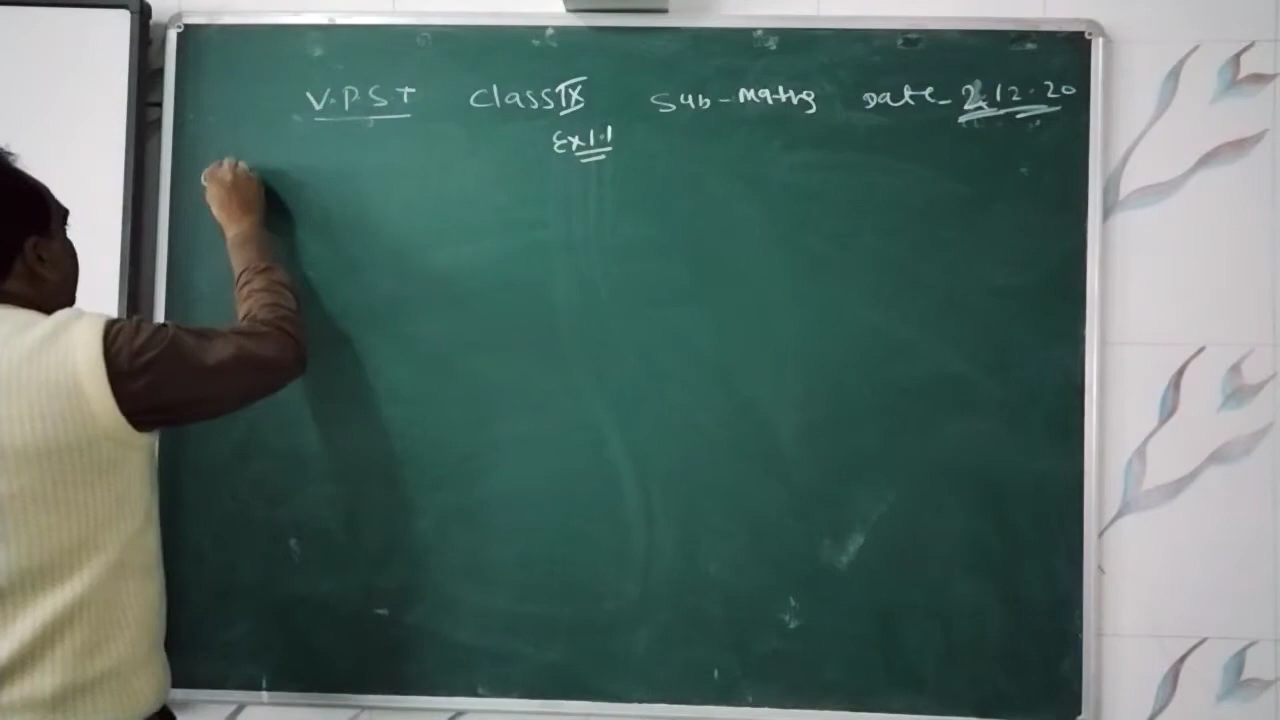 V.P.S.T Class IX Sub - Maths Date - 2.12.20
Ex 1.1